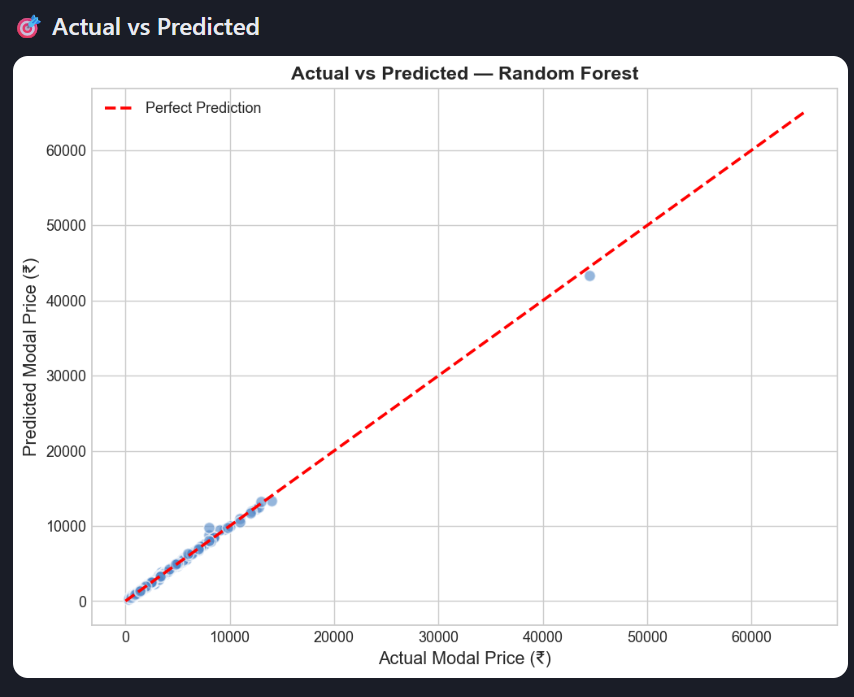 🎯 Actual vs Predicted
Actual vs Predicted — Random Forest
Perfect Prediction
60000
50000
40000
30000
20000
10000
0
Predicted Modal Price (₹)
0 10000 20000 30000 40000 50000 60000
Actual Modal Price (₹)